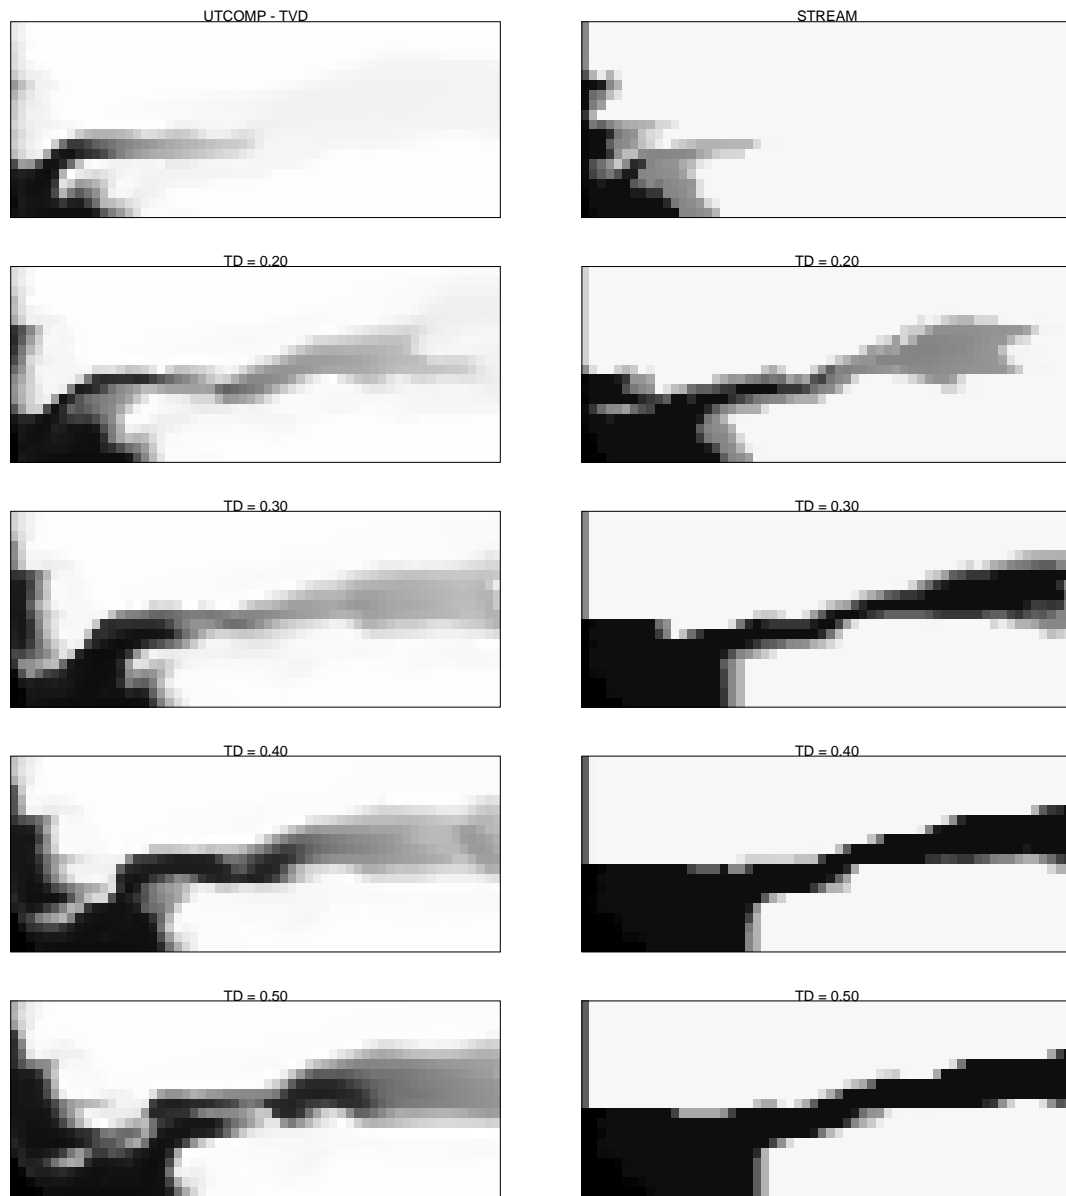 UTCOMP - TVD STREAM
TD = 0.20 TD = 0.20
TD = 0.30 TD = 0.30
TD = 0.40 TD = 0.40
TD = 0.50 TD = 0.50